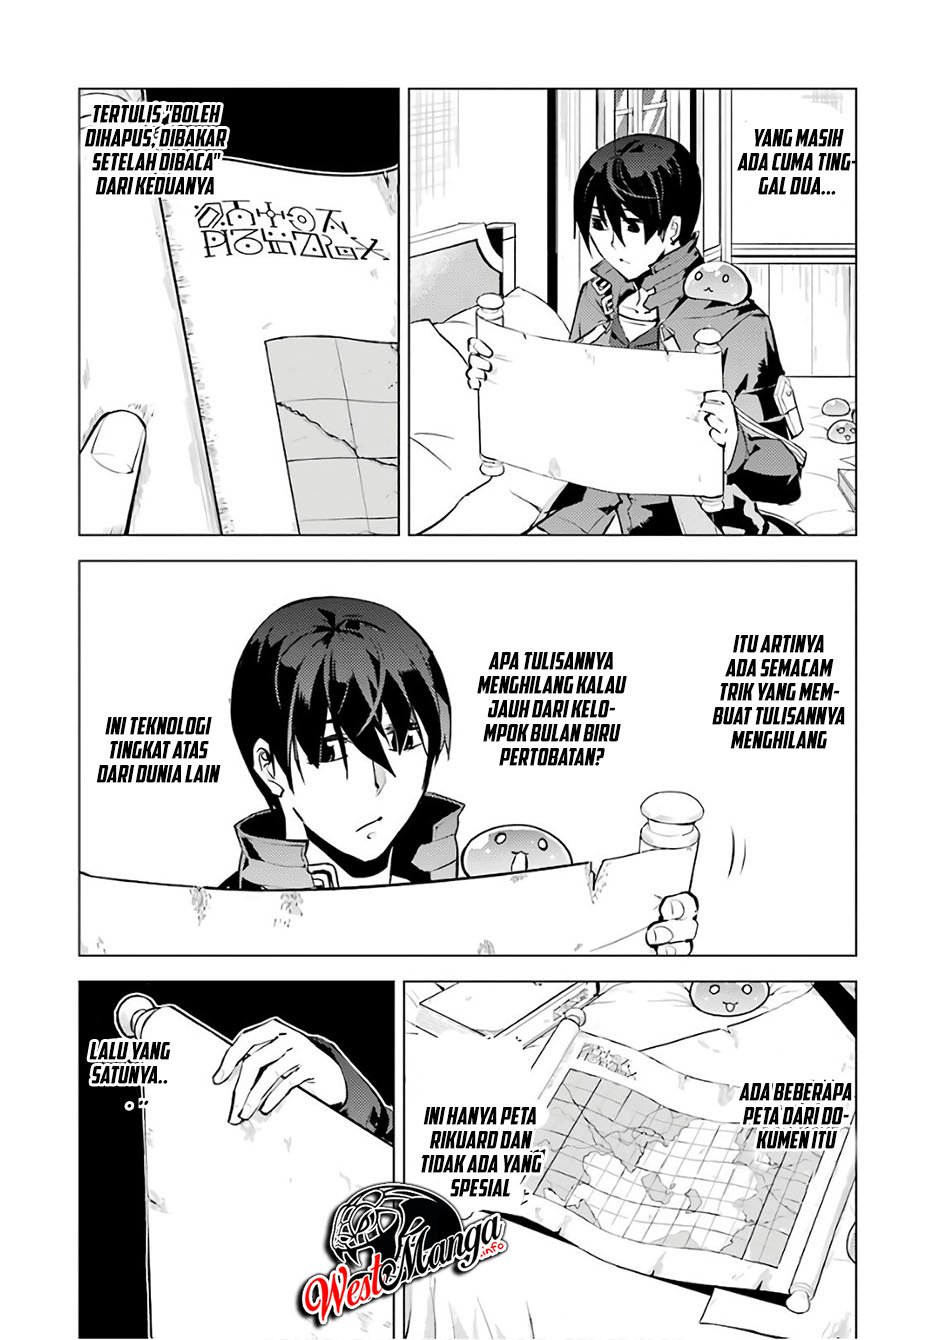 YANG MASIH
ADA CUMA TING-
GAL DUA...
TERTULIS "BOLEH
DIHAPUS, DIBAKAR
SETELAH DIBACA"
DARI KEDUANYA
ITU ARTINYA
ADA SEMACAM
TRIK YANG MEM-
BUAT TULISANNYA
MENGHILANG
APA TULISANNYA
MENGHILANG KALAU
JAUH DARI KELO-
MPOK BULAN BIRU
PERTOBATAN?
INI TEKNOLOGI
TINGKAT ATAS
DARI DUNIA LAIN
ADA BEBERAPA
PETA DARI DO-
KUMEN ITU
INI HANYA PETA
RIKUARD DAN
TIDAK ADA YANG
SPESIAL
LALU YANG
SATUNYA..
。”
WestManga
.info